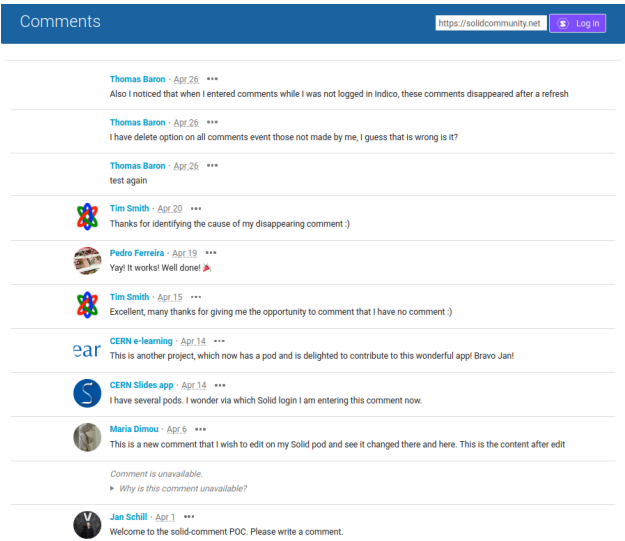 Comments
https://solidcommunity.net
Log in
Thomas Baron · Apr 26 •••
Also I noticed that when I entered comments while I was not logged in Indico, these comments disappeared after a refresh
Thomas Baron · Apr 26 •••
I have delete option on all comments event those not made by me, I guess that is wrong is it?
Thomas Baron · Apr 26 •••
test again
Tim Smith · Apr 20 •••
Thanks for identifying the cause of my disappearing comment :)
Pedro Ferreira · Apr 19 •••
Yay! It works! Well done! 🎉
Tim Smith · Apr 15 •••
Excellent, many thanks for giving me the opportunity to comment that I have no comment :)
ear
CERN e-learning · Apr 14 •••
This is another project, which now has a pod and is delighted to contribute to this wonderful app! Bravo Jan!
CERN Slides app · Apr 14 •••
I have several pods. I wonder via which Solid login I am entering this comment now.
Maria Dimou · Apr 6 •••
This is a new comment that I wish to edit on my Solid pod and see it changed there and here. This is the content after edit
Comment is unavailable.
▸ Why is this comment unavailable?
Jan Schill · Apr 1 •••
Welcome to the solid-comment POC. Please write a comment.